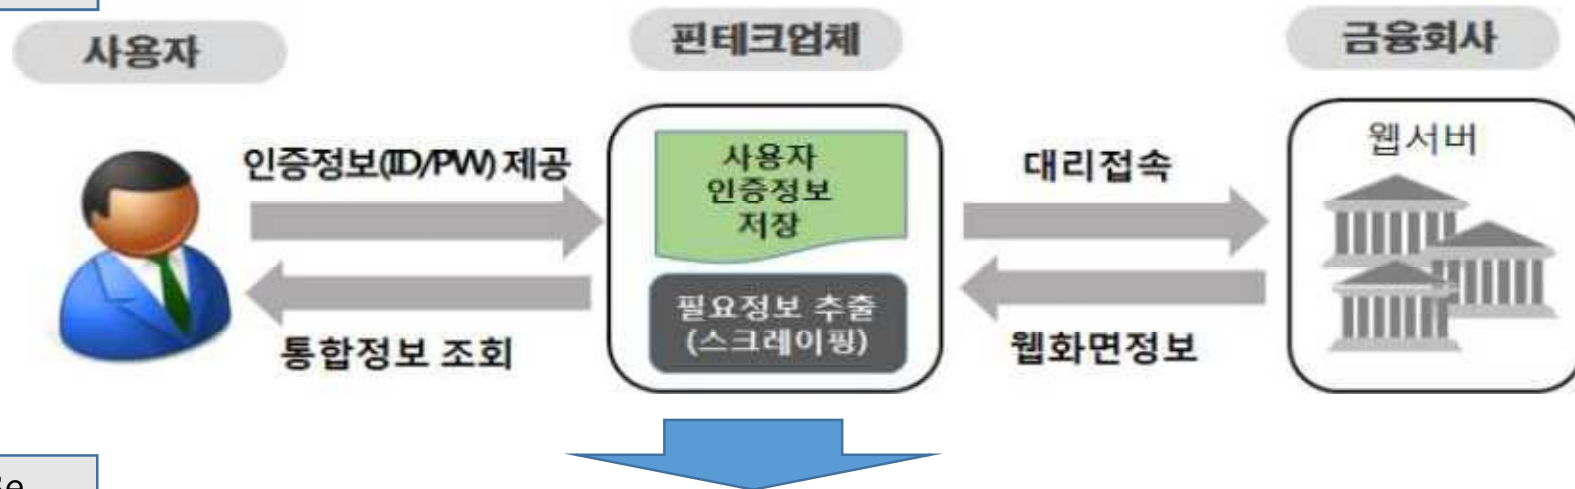 사용자
핀테크업체
금융회사
인증정보(ID/PW) 제공
통합정보 조회
사용자
인증정보
저장
필요정보 추출
(스크레이핑)
대리접속
웹화면정보
웹서버